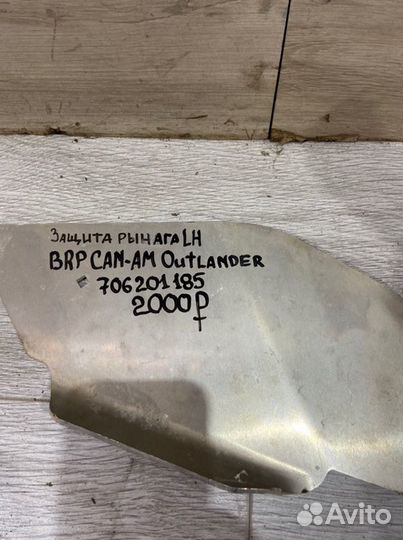 Защита рычага LH
BRP CAN-AM OUTLANDER
706201185
2000₽
Avito